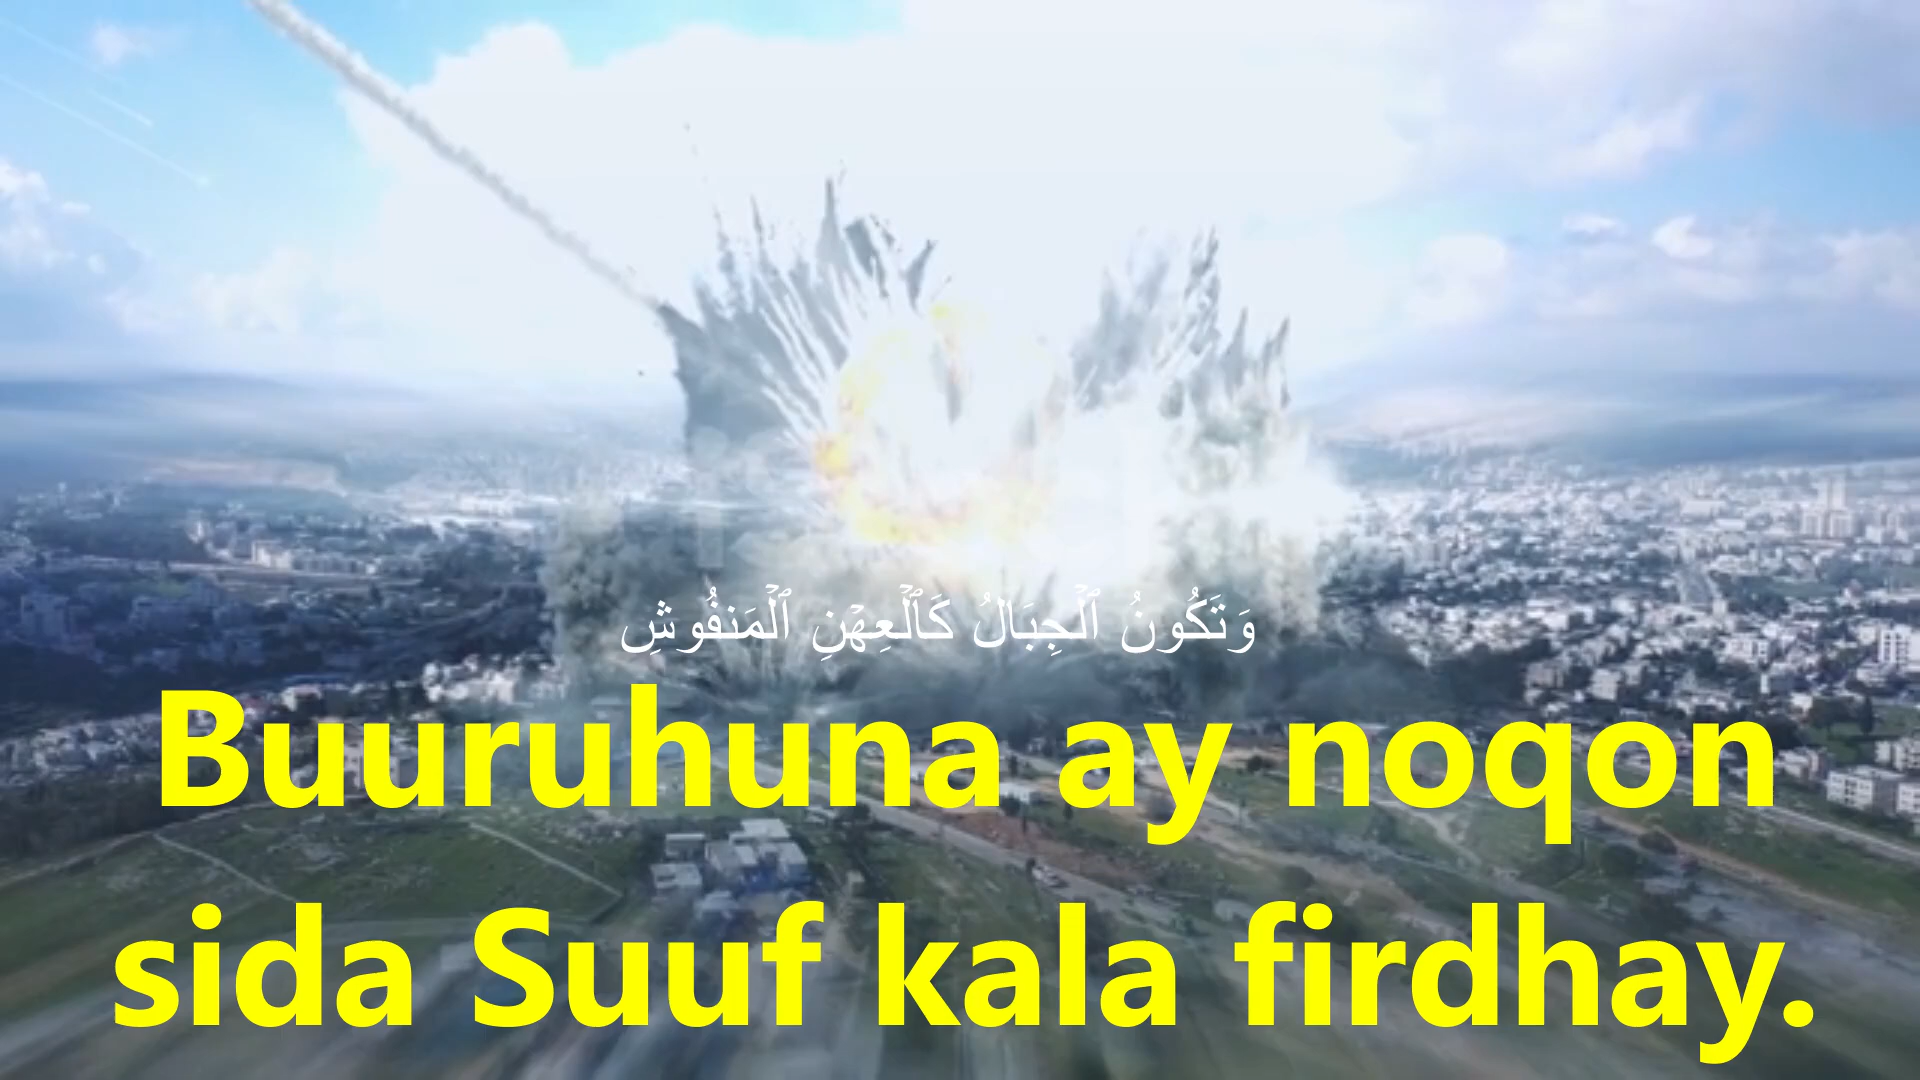 وَتَكُونُ ٱلۡجِبَالُ كَٱلۡعِهۡنِ ٱلۡمَنفُوشِ
Buuruhuna ay noqon
sida Suuf kala firdhay.